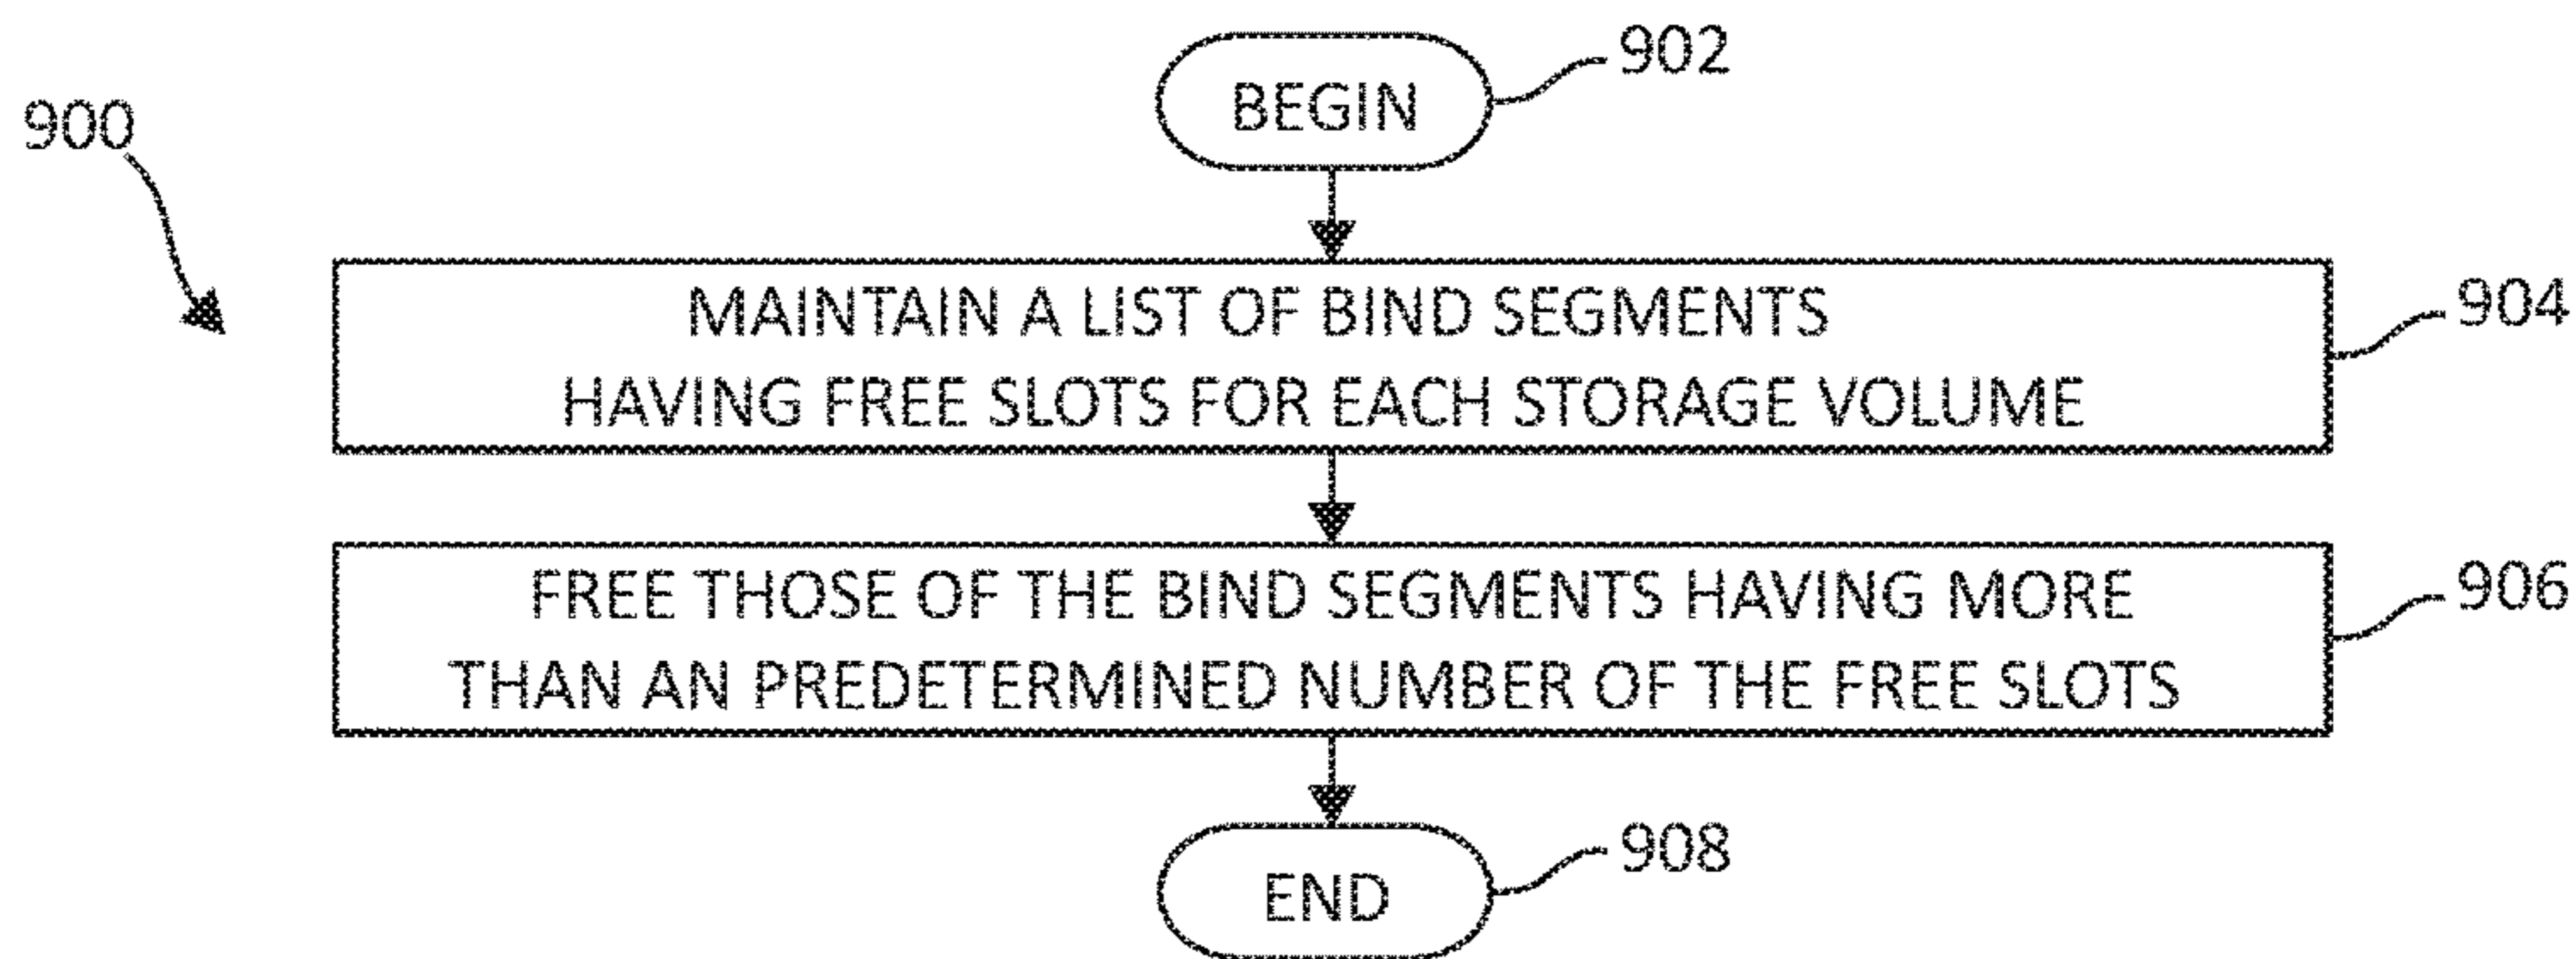 902
BEGIN
900
MAINTAIN A LIST OF BIND SEGMENTS
HAVING FREE SLOTS FOR EACH STORAGE VOLUME
904
FREE THOSE OF THE BIND SEGMENTS HAVING MORE
THAN AN PREDETERMINED NUMBER OF THE FREE SLOTS
906
END
908